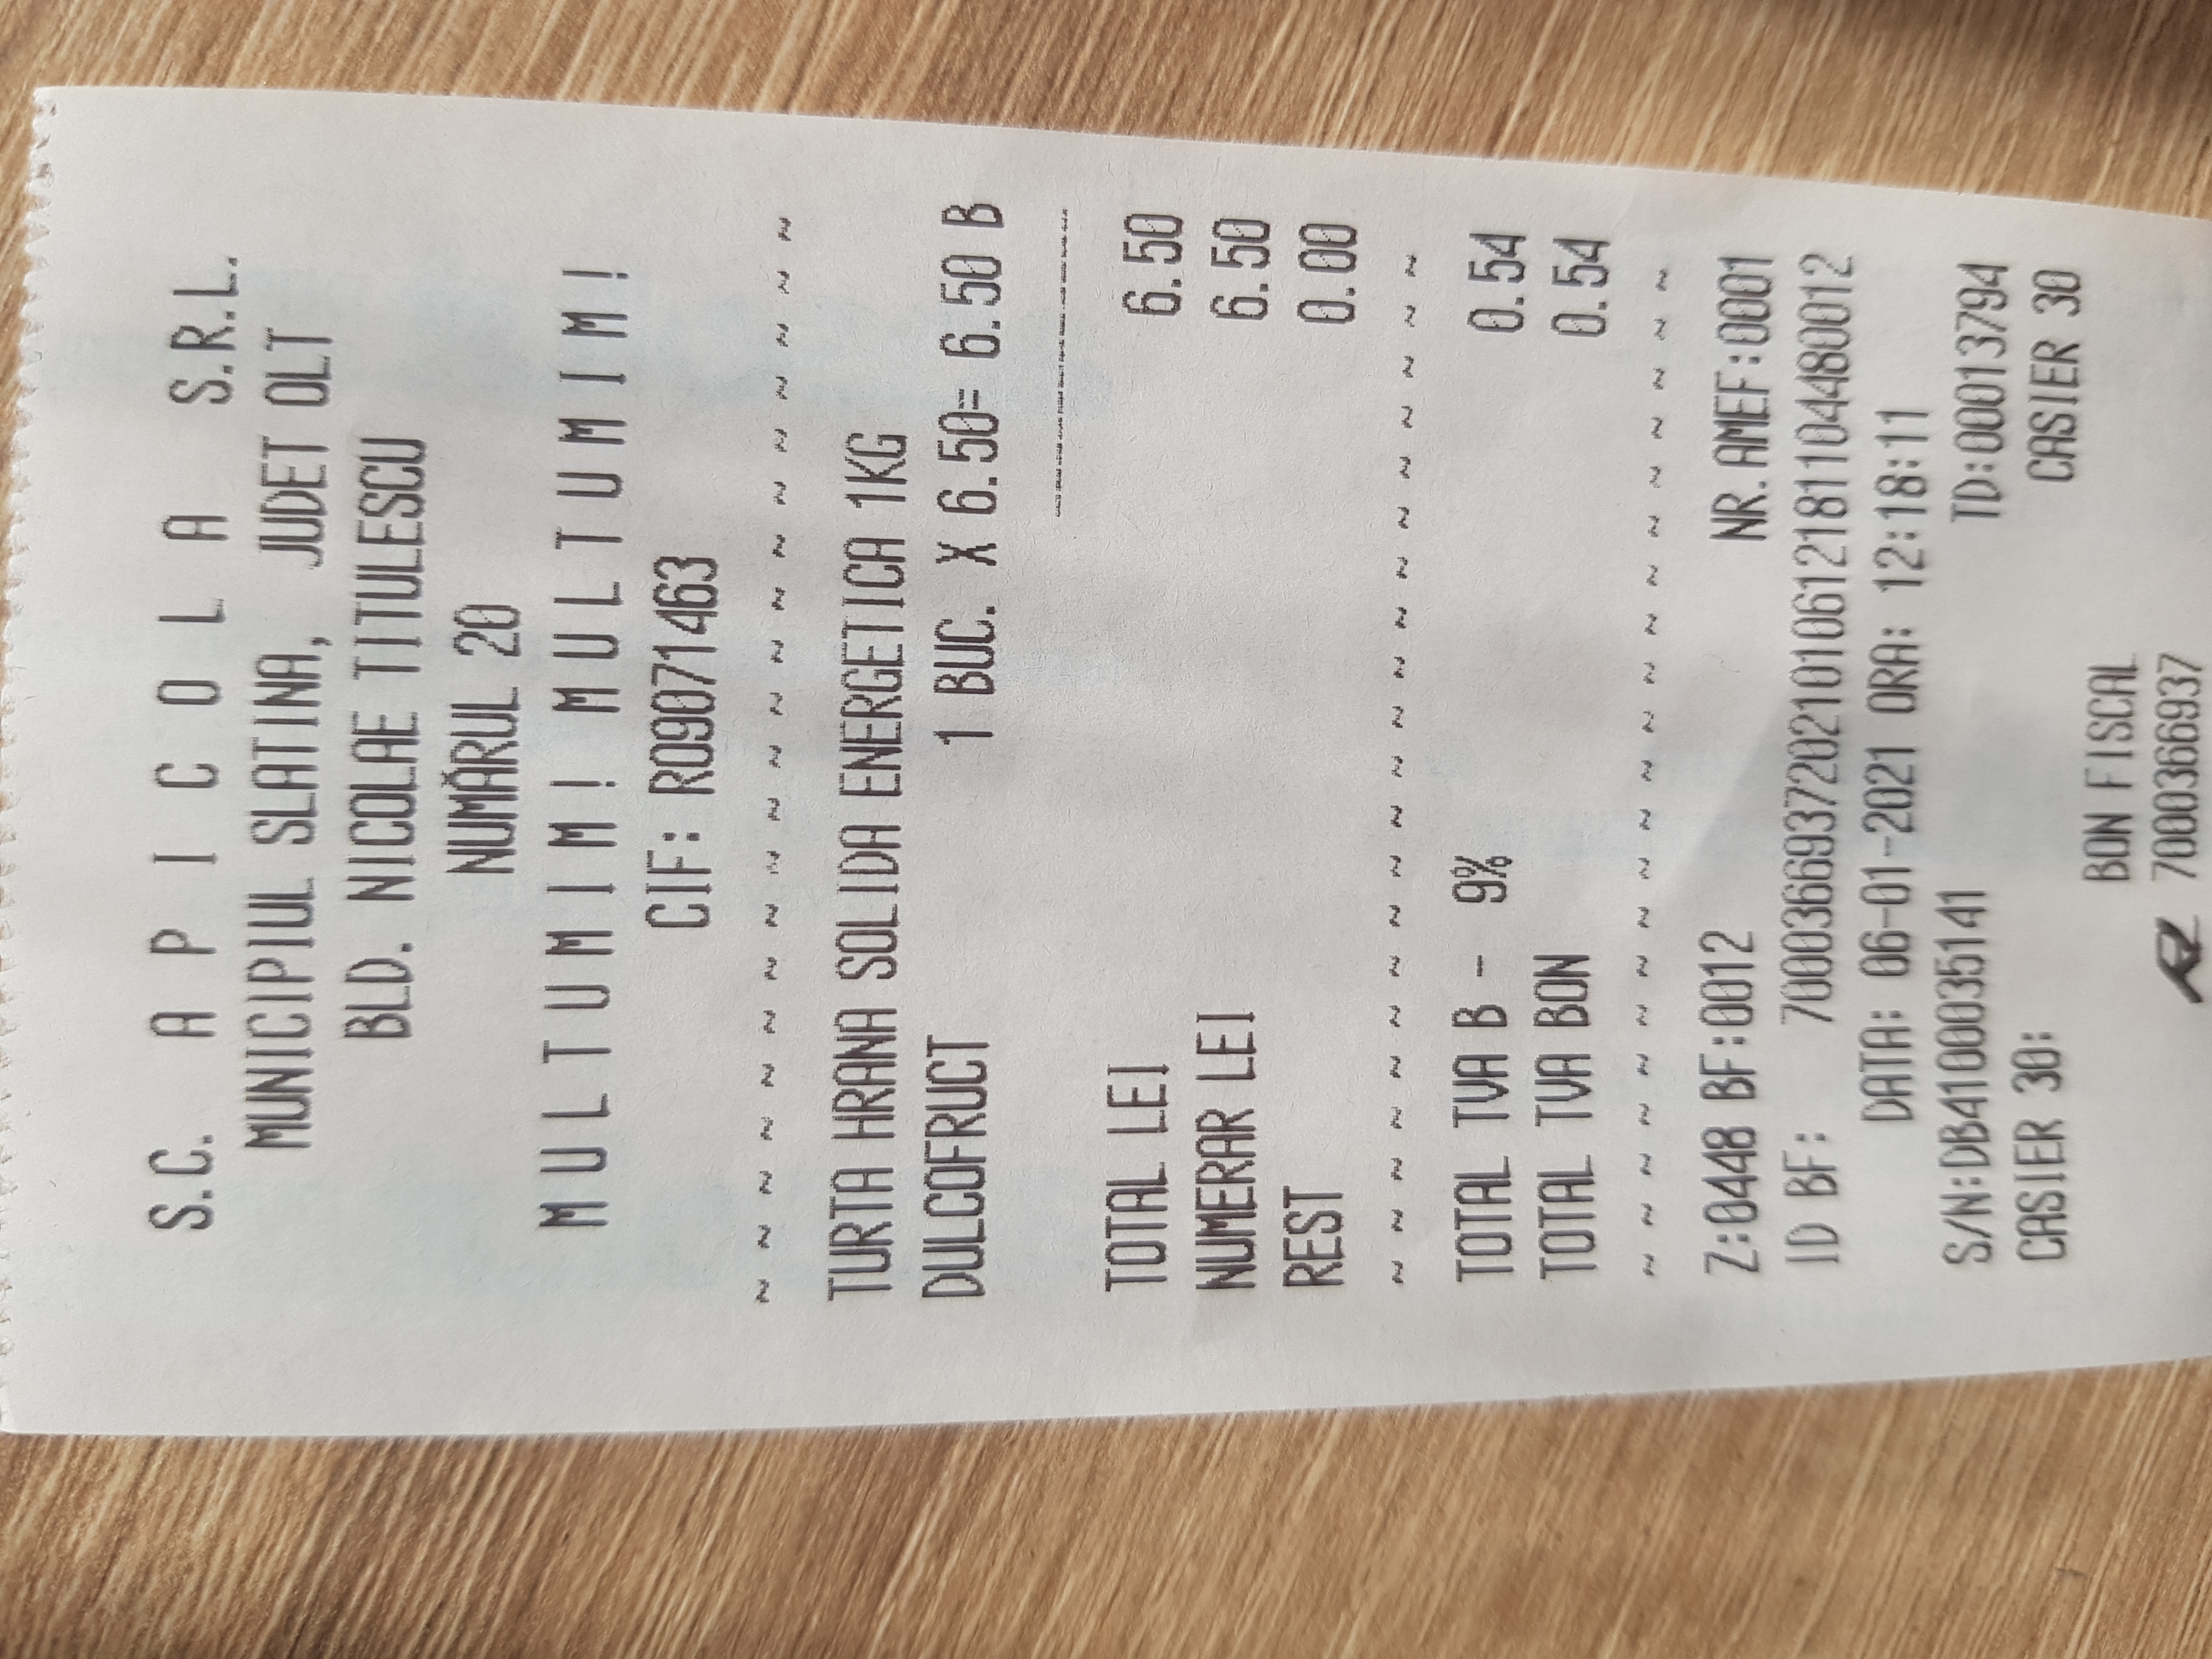 S.C. A P I C O L A S.R.L.
MUNICIPIUL SLATINA, JUDET OLT
BLD. NICOLAE TITULESCU
NUMĂRUL 20
M U L T U M I M ! M U L T U M I M !
CIF: RO9071463
~ ~ ~ ~ ~ ~ ~ ~ ~ ~ ~ ~ ~ ~ ~ ~ ~ ~ ~ ~ ~
TURTA HRANA SOLIDA ENERGETICA 1KG
DULCOFRUCT 1 BUC. X 6.50= 6.50 B
TOTAL LEI 6.50
NUMERAR LEI 6.50
REST 0.00
~ ~ ~ ~ ~ ~ ~ ~ ~ ~ ~ ~ ~ ~ ~ ~ ~ ~ ~ ~ ~
TOTAL TVA B - 9% 0.54
TOTAL TVA BON 0.54
~ ~ ~ ~ ~ ~ ~ ~ ~ ~ ~ ~ ~ ~ ~ ~ ~ ~ ~ ~ ~
Z:0448 BF:0012 NR.AMEF:0001
ID BF: 7000366937202101061218110448​0012
DATA: 06-01-2021 ORA: 12:18:11
S/N:DB4100035141 TD:00013794
CASIER 30: CASIER 30
BON FISCAL
7000366937